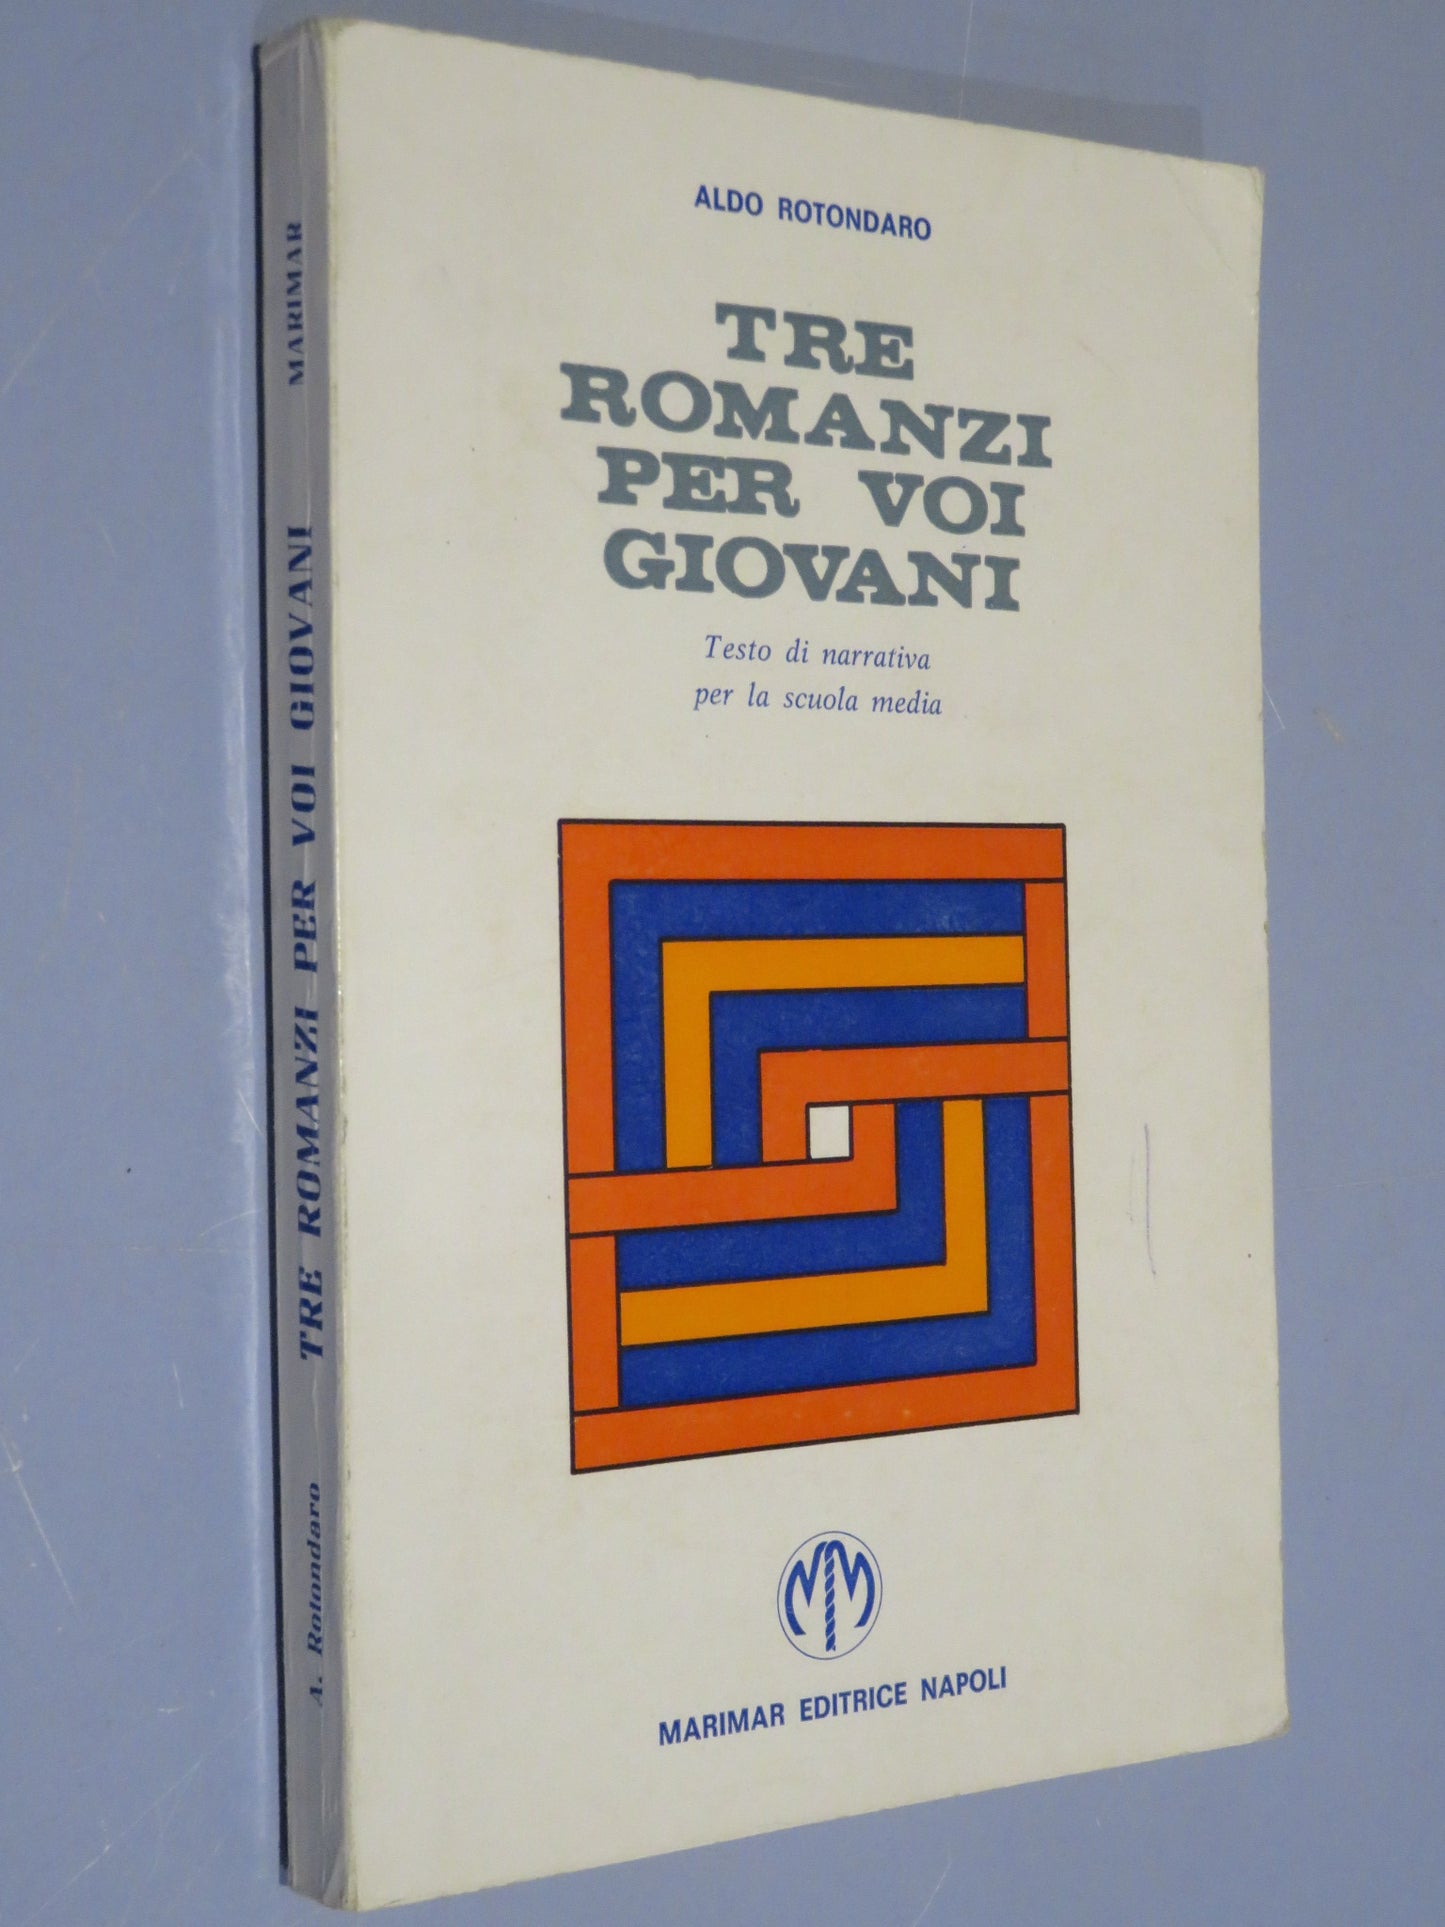 ALDO ROTONDARO
TRE
ROMANZI
PER VOI
GIOVANI
Testo di narrativa
per la scuola media
MARIMAR EDITRICE NAPOLI
A. Rotondaro TRE ROMANZI PER VOI GIOVANI MARIMAR